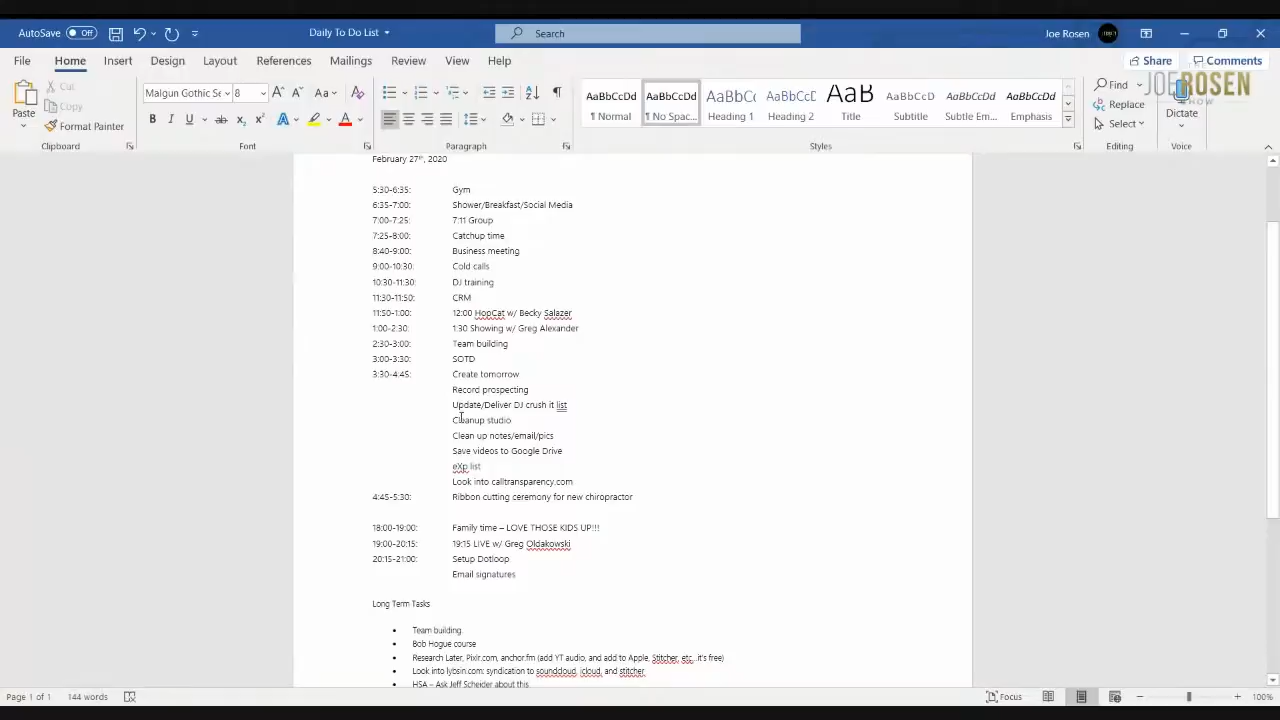 AutoSave Off Daily To Do List Search Joe Rosen
File Home Insert Design Layout References Mailings Review View Help Share Comments
JOE ROSEN
SHOW
Paste Cut Copy Format Painter
Malgun Gothic Se 8
AaBbCcDd AaBbCcDd AaBbCc AaBbCcD AaB AaBbCcD AaBbCcDd AaBbCcDd
¶ Normal ¶ No Spac... Heading 1 Heading 2 Title Subtitle Subtle Em... Emphasis
Find Replace Select Dictate
Clipboard Font Paragraph Styles Editing Voice
February 27th, 2020
5:30-6:35: Gym
6:35-7:00: Shower/Breakfast/Social Media
7:00-7:25: 7:11 Group
7:25-8:00: Catchup time
8:40-9:00: Business meeting
9:00-10:30: Cold calls
10:30-11:30: DJ training
11:30-11:50: CRM
11:50-1:00: 12:00 HopCat w/ Becky Salazer
1:00-2:30: 1:30 Showing w/ Greg Alexander
2:30-3:00: Team building
3:00-3:30: SOTD
3:30-4:45: Create tomorrow
Record prospecting
Update/Deliver DJ crush it list
Cleanup studio
Clean up notes/email/pics
Save videos to Google Drive
eXp list
Look into calltransparency.com
4:45-5:30: Ribbon cutting ceremony for new chiropractor
18:00-19:00: Family time – LOVE THOSE KIDS UP!!!
19:00-20:15: 19:15 LIVE w/ Greg Oldakowski
20:15-21:00: Setup Dotloop
Email signatures
Long Term Tasks
• Team building
• Bob Hogue course
• Research Later, Pixlr.com, anchor.fm (add YT audio, and add to Apple, Stitcher, etc...it's free)
• Look into lybsin.com: syndication to soundcloud, icloud, and stitcher
• HSA – Ask Jeff Scheider about this
Page 1 of 1 144 words Focus 100%